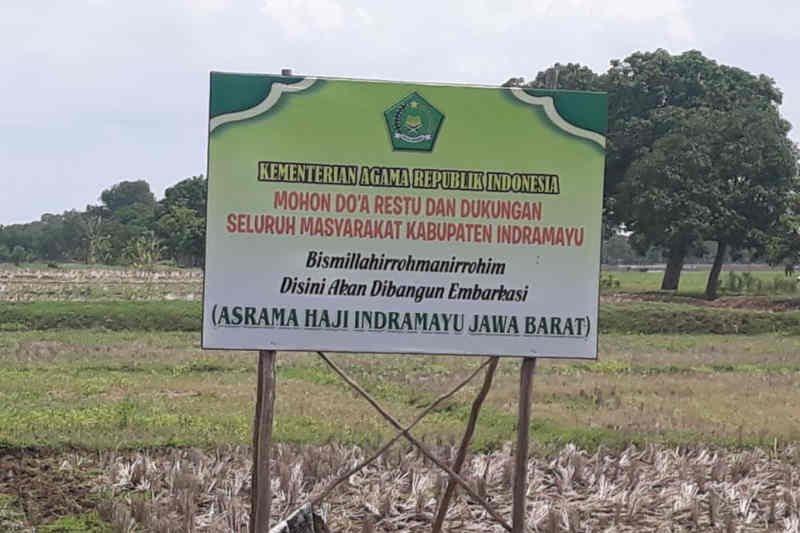 KEMENTERIAN AGAMA REPUBLIK INDONESIA
MOHON DO'A RESTU DAN DUKUNGAN
SELURUH MASYARAKAT KABUPATEN INDRAMAYU
Bismillahirrohmanirrohim
Disini Akan Dibangun Embarkasi
(ASRAMA HAJI INDRAMAYU JAWA BARAT)